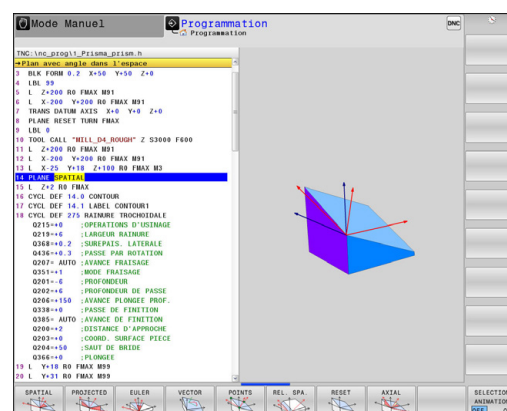 Mode Manuel
Programmation
Programmation
DNC
TNC:\nc_prog\1_Prisma_prism.h
→Plan avec angle dans l'espace
3 BLK FORM 0.2 X+50 Y+50 Z+0
4 LBL 99
5 L Z+200 R0 FMAX M91
6 L X-200 Y+200 R0 FMAX M91
7 TRANS DATUM AXIS X+0 Y+0 Z+0
8 PLANE RESET TURN FMAX
9 LBL 0
10 TOOL CALL "MILL_D4_ROUGH" Z S3000 F600
11 L Z+200 R0 FMAX M91
12 L X-200 Y+200 R0 FMAX M91
13 L X-25 Y+18 Z+100 R0 FMAX M3
14 PLANE SPATIAL
15 L Z+2 R0 FMAX
16 CYCL DEF 14.0 CONTOUR
17 CYCL DEF 14.1 LABEL CONTOUR1
18 CYCL DEF 275 RAINURE TROCHOIDALE
Q215=+0 ;OPERATIONS D'USINAGE
Q219=+6 ;LARGEUR RAINURE
Q368=+0.2 ;SUREPAIS. LATERALE
Q436=+0.3 ;PASSE PAR ROTATION
Q207= AUTO ;AVANCE FRAISAGE
Q351=+1 ;MODE FRAISAGE
Q201=-6 ;PROFONDEUR
Q202=+6 ;PROFONDEUR DE PASSE
Q206=+150 ;AVANCE PLONGEE PROF.
Q338=+0 ;PASSE DE FINITION
Q385= AUTO ;AVANCE DE FINITION
Q200=+2 ;DISTANCE D'APPROCHE
Q203=+0 ;COORD. SURFACE PIECE
Q204=+50 ;SAUT DE BRIDE
Q366=+0 ;PLONGEE
19 L Y+18 R0 FMAX M99
20 L Y+31 R0 FMAX M99
SPATIAL PROJECTED EULER VECTOR POINTS REL. SPA. RESET AXIAL
SELECTION
ANIMATION
OFF